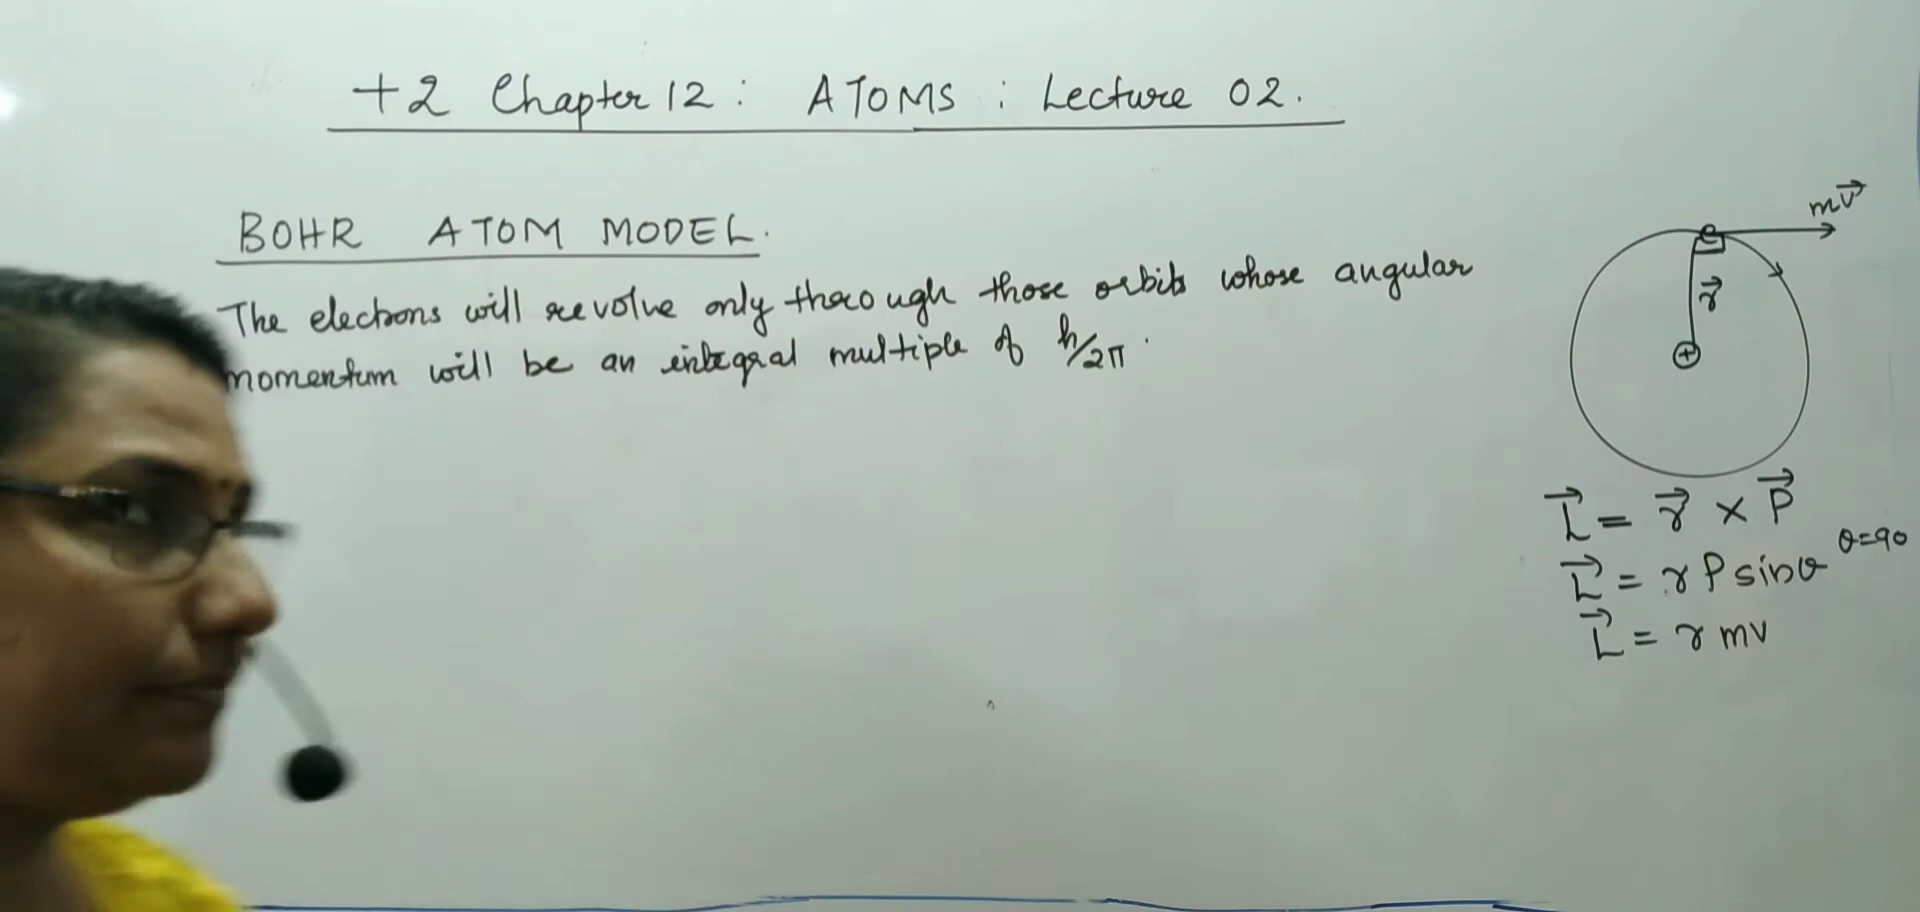 +2 Chapter 12 : ATOMS : Lecture 02.
BOHR ATOM MODEL.
The electrons will revolve only through those orbits whose angular
momentum will be an integral multiple of h/2π.
mv⃗
e
r⃗
+
L⃗ = r⃗ × P⃗
L⃗ = r P sinθ θ=90
L⃗ = r mv